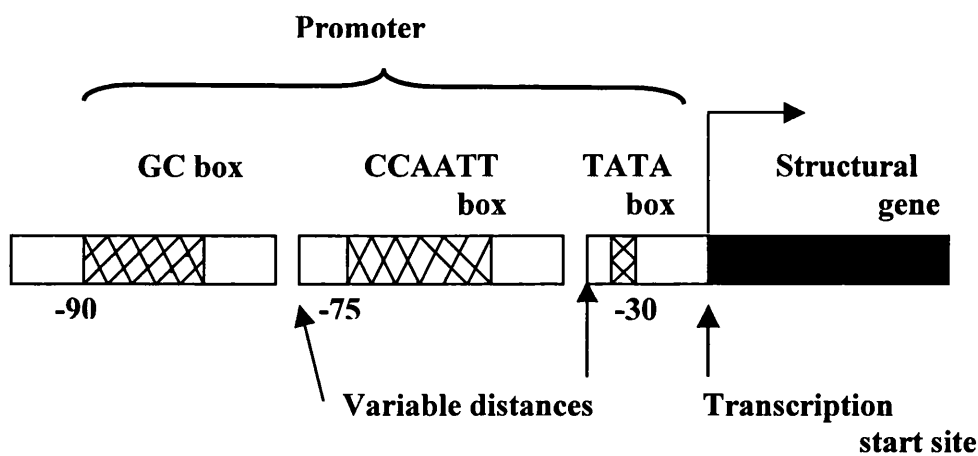 Promoter
GC box
CCAATT
box
TATA
box
Structural
gene
-90
-75
-30
Variable distances
Transcription
start site